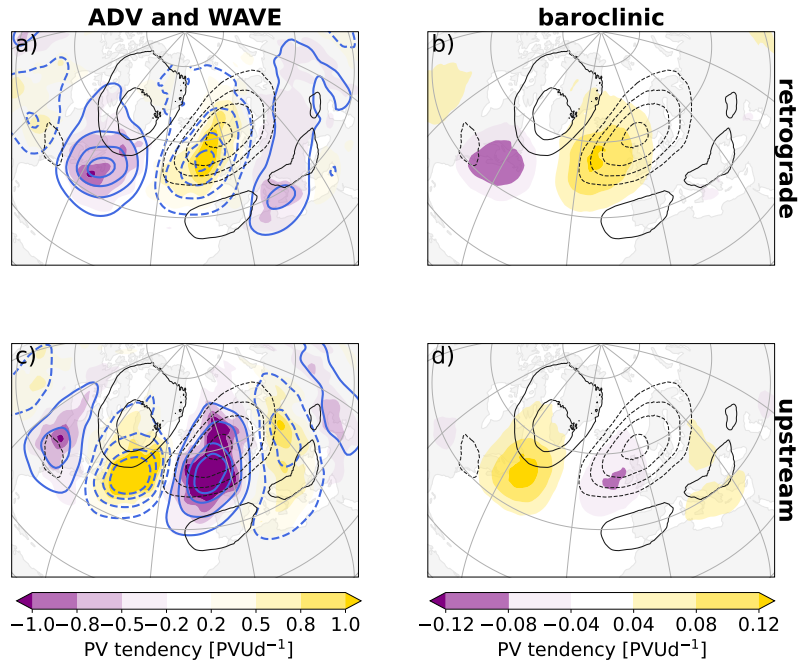 ADV and WAVE
baroclinic
a)
b)
retrograde
c)
d)
upstream
−1.0 −0.8 −0.5 −0.2 0.2 0.5 0.8 1.0
PV tendency [PVUd⁻¹]
−0.12 −0.08 −0.04 0.04 0.08 0.12
PV tendency [PVUd⁻¹]